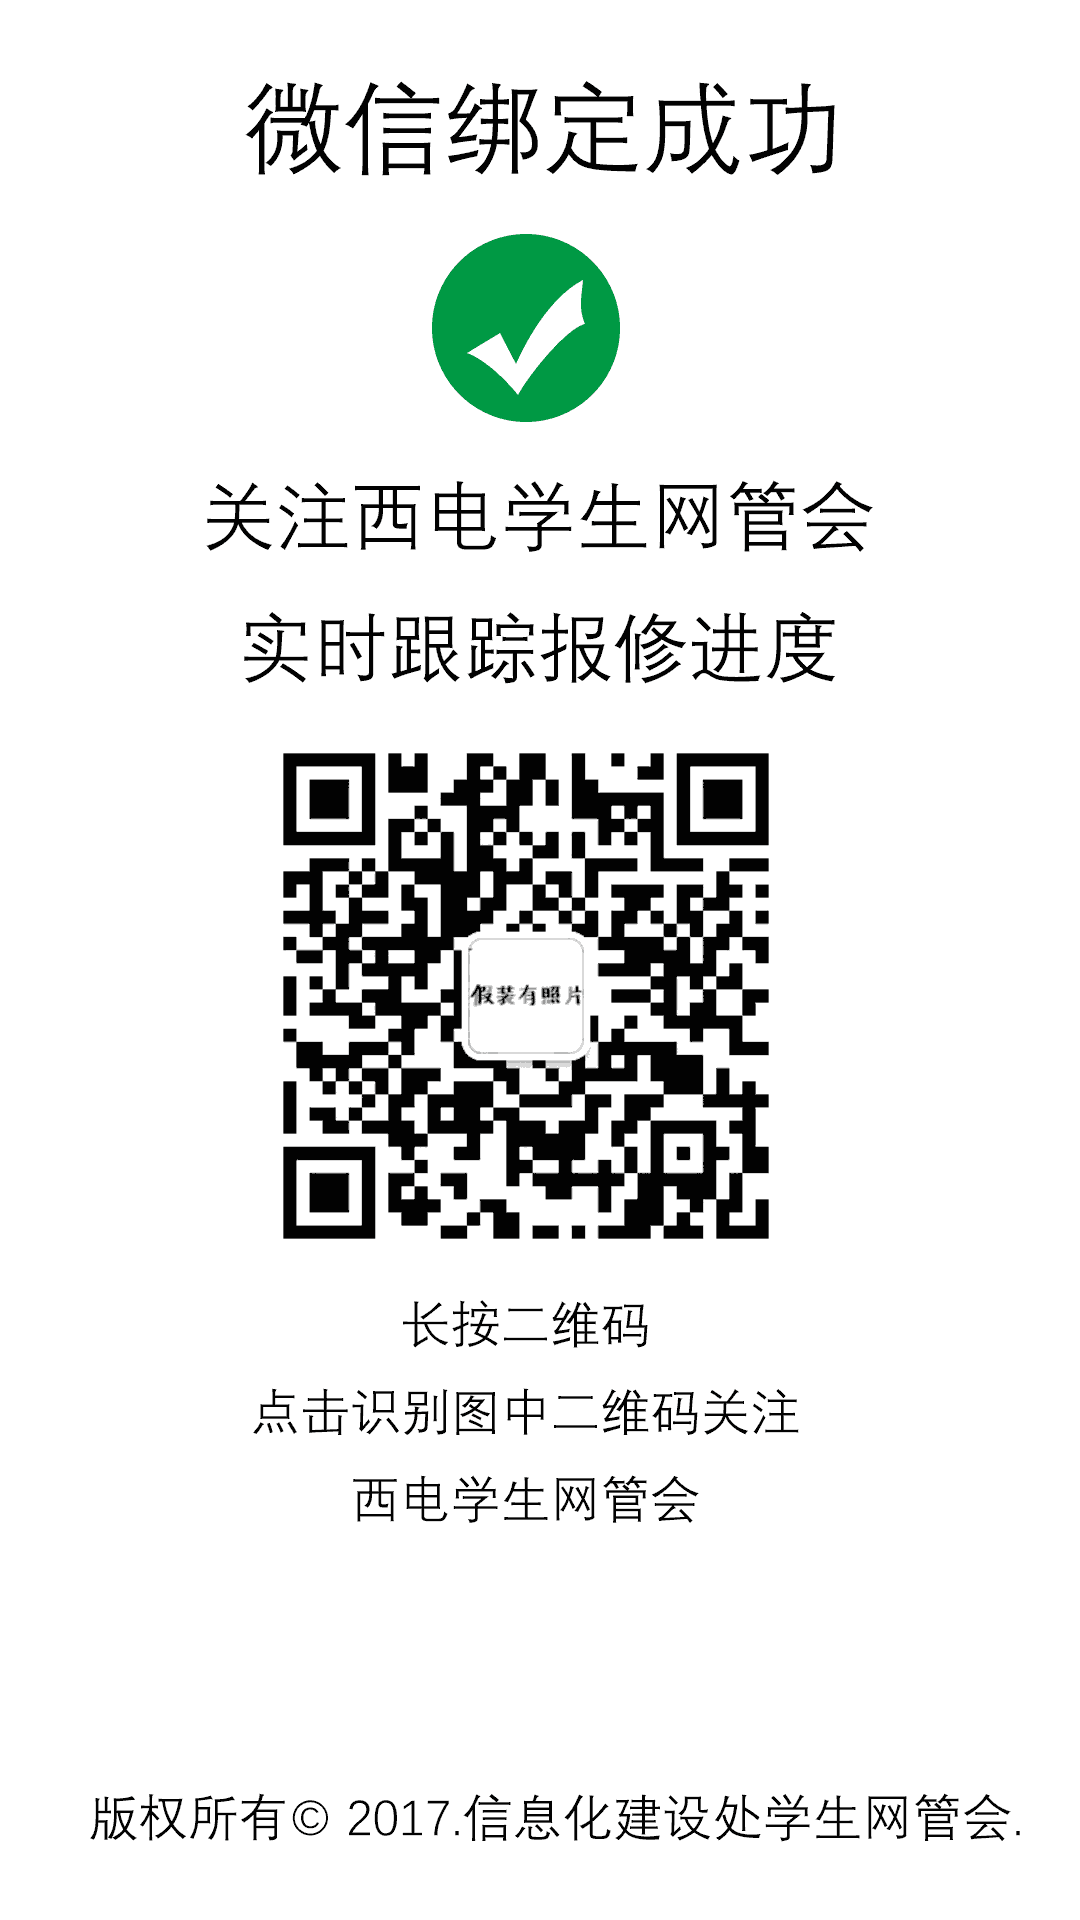 微信绑定成功
关注西电学生网管会
实时跟踪报修进度
假装有照片
长按二维码
点击识别图中二维码关注
西电学生网管会
版权所有© 2017.信息化建设处学生网管会.